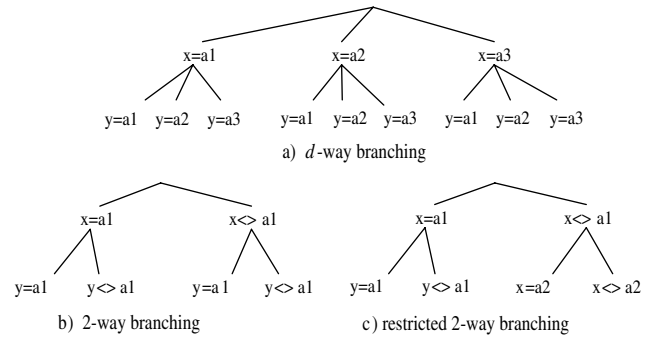 x=a1 x=a2 x=a3
y=a1 y=a2 y=a3 y=a1 y=a2 y=a3 y=a1 y=a2 y=a3
a) d-way branching
x=a1 x<> a1 x=a1 x<> a1
y=a1 y<> a1 y=a1 y<> a1 y=a1 y<> a1 x=a2 x<> a2
b) 2-way branching c) restricted 2-way branching